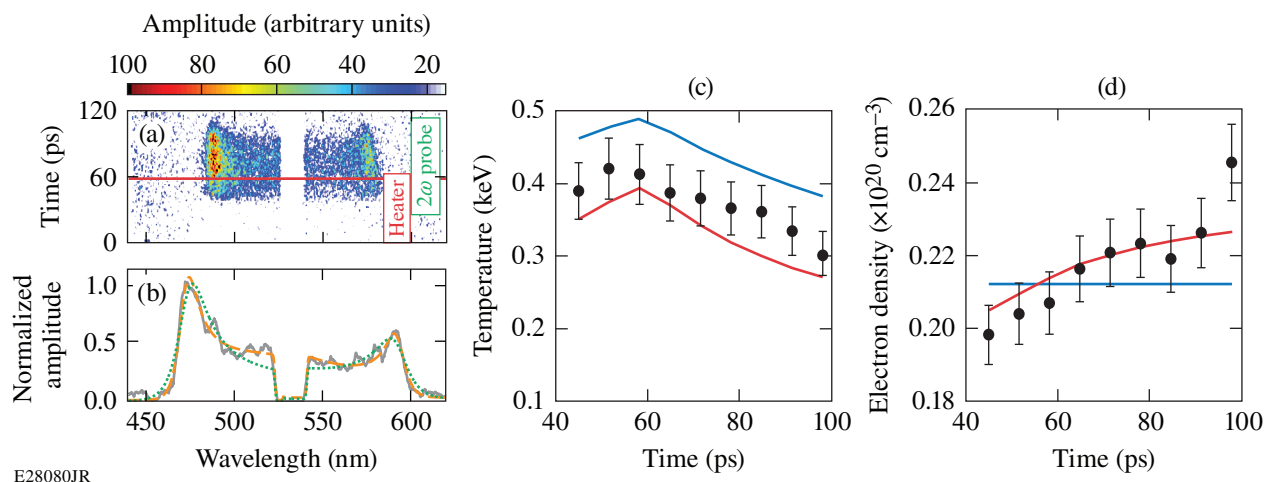 Amplitude (arbitrary units)
100 80 60 40 20
120
60
0
Time (ps)
(a)
Heater
2ω probe
1.0
0.5
0.0
Normalized
amplitude
(b)
450 500 550 600
Wavelength (nm)
(c)
0.5
0.4
0.3
0.2
0.1
Temperature (keV)
40 60 80 100
Time (ps)
(d)
0.26
0.24
0.22
0.20
0.18
Electron density (×10²⁰ cm⁻³)
40 60 80 100
Time (ps)
E28080JR